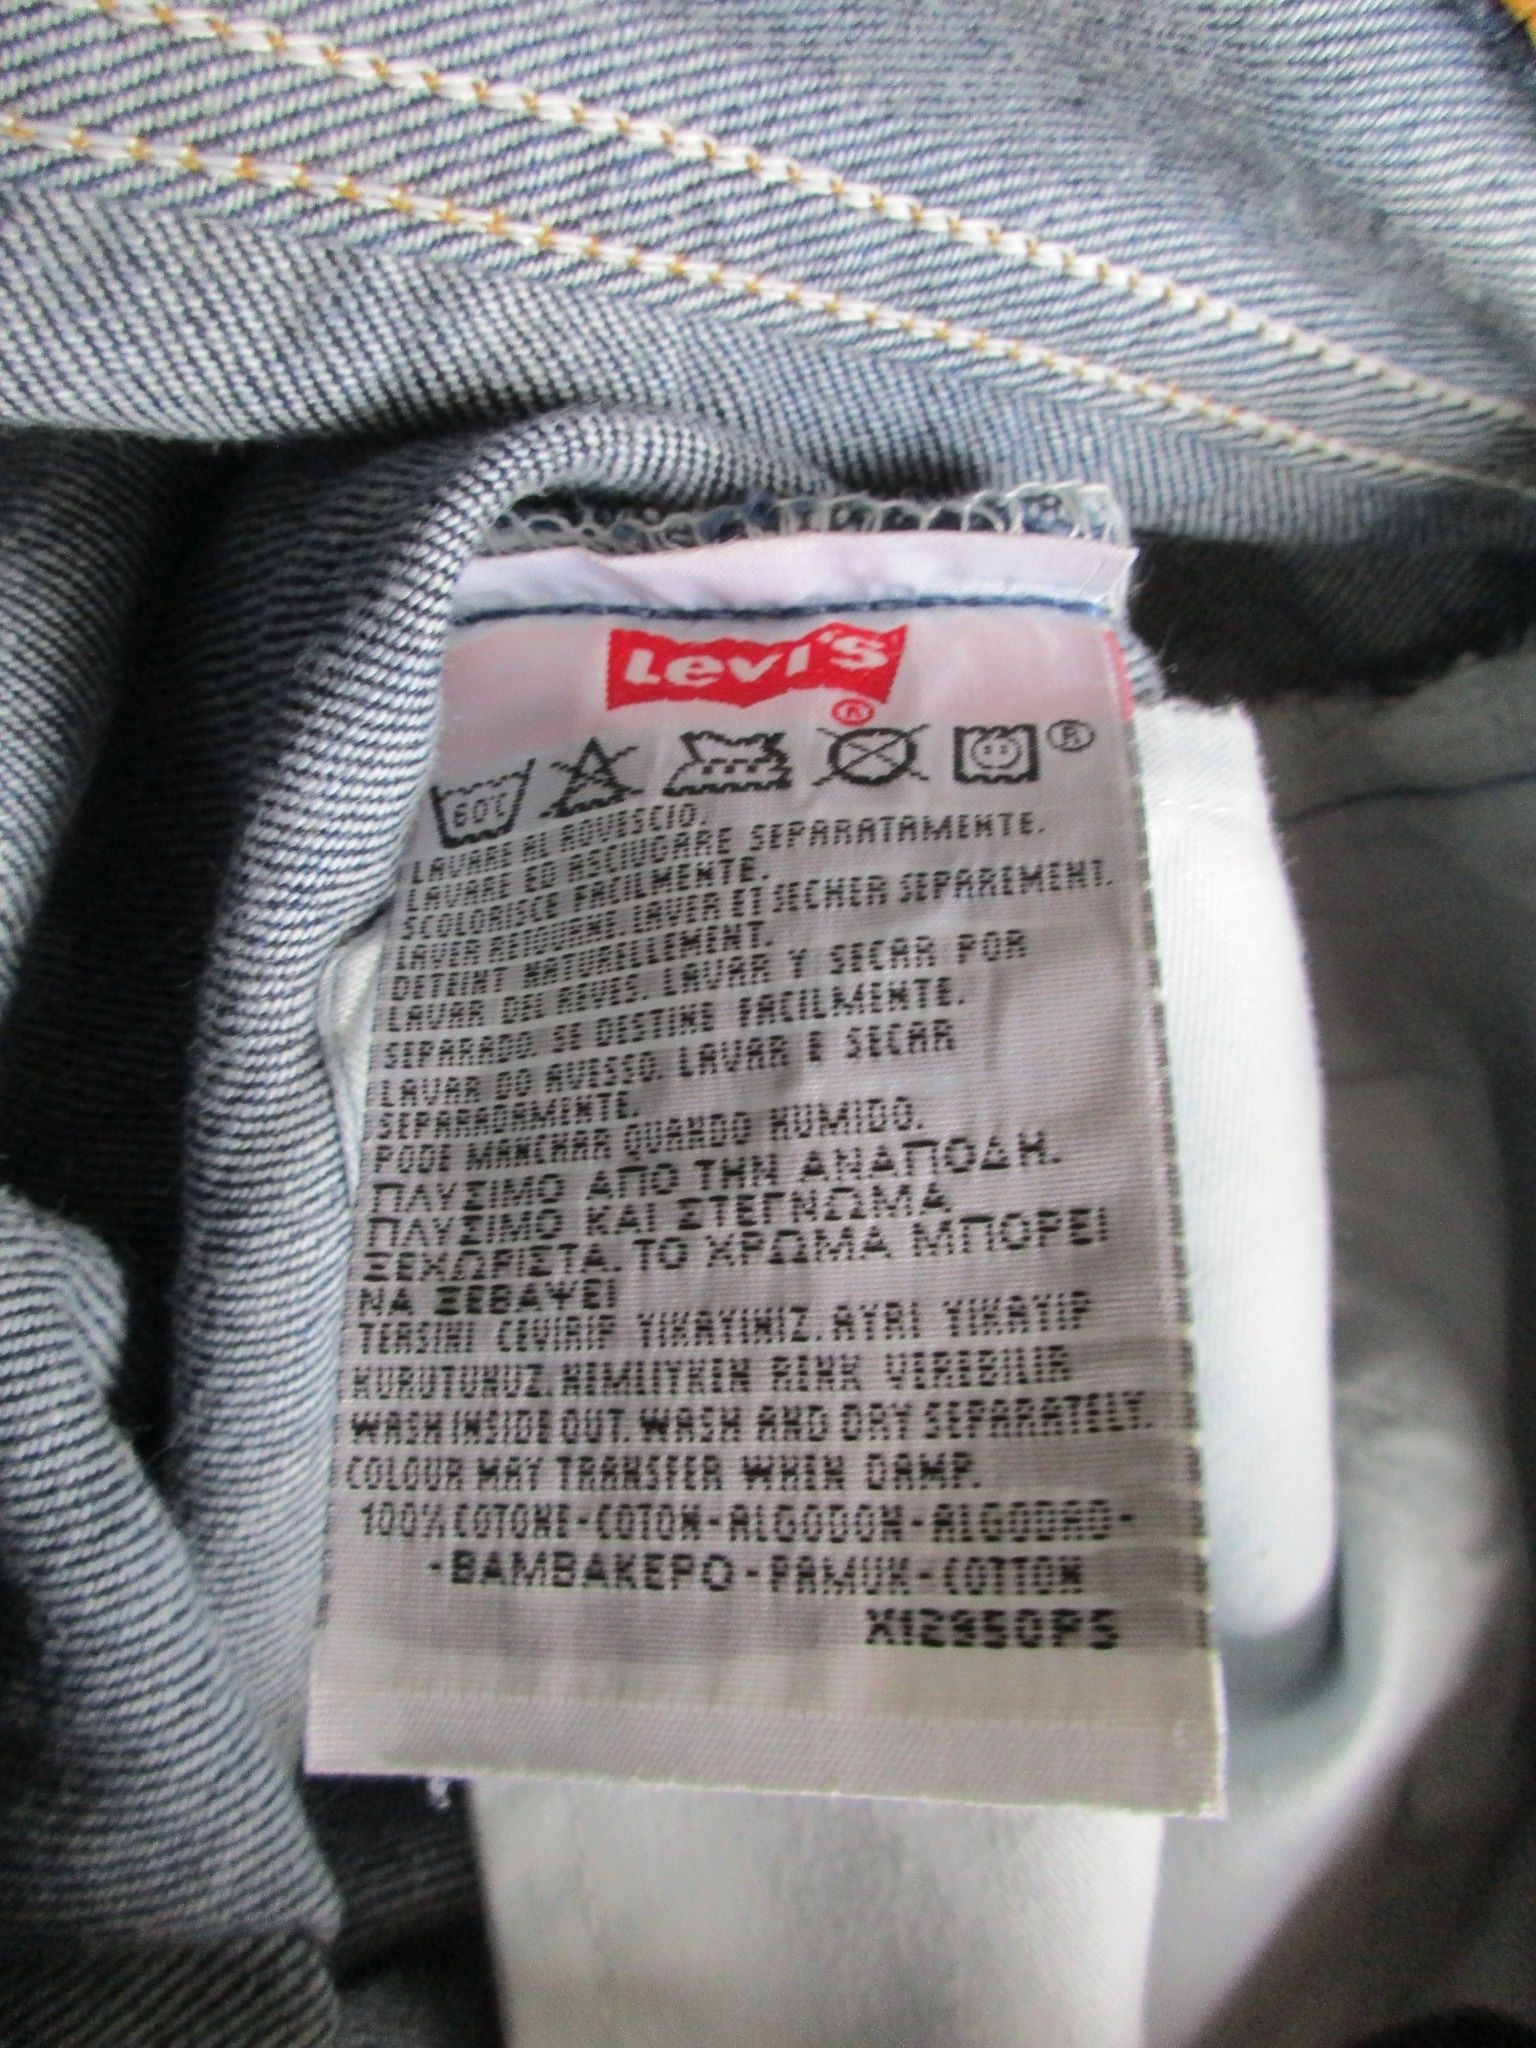 Levi's
®
60C ®
LAVARE AL ROVESCIO.
LAVARE ED ASCIUGARE SEPARATAMENTE.
SCOLORISCE FACILMENTE.
LAVER RETOURNE LAVER ET SECHER SEPAREMENT.
DETEINT NATURELLEMENT.
LAVAR DEL REVES. LAVAR Y SECAR POR
SEPARADO. SE DESTINE FACILMENTE.
LAVAR DO AVESSO. LAVAR E SECAR
SEPARADAMENTE.
PODE MANCHAR QUANDO HUMIDO.
ΠΛΥΣΙΜΟ ΑΠΟ ΤΗΝ ΑΝΑΠΟΔΗ.
ΠΛΥΣΙΜΟ ΚΑΙ ΣΤΕΓΝΩΜΑ
ΞΕΧΩΡΙΣΤΑ. ΤΟ ΧΡΩΜΑ ΜΠΟΡΕΙ
ΝΑ ΞΕΒΑΨΕΙ
TERSINI CEVIRIP YIKAYINIZ. AYRI YIKAYIP
KURUTUNUZ. NEMLIYKEN RENK VEREBILIR
WASH INSIDE OUT. WASH AND DRY SEPARATELY.
COLOUR MAY TRANSFER WHEN DAMP.
100% COTONE - COTON - ALGODON - ALGODAO -
- ΒΑΜΒΑΚΕΡΟ - PAMUK - COTTON
X12950P5